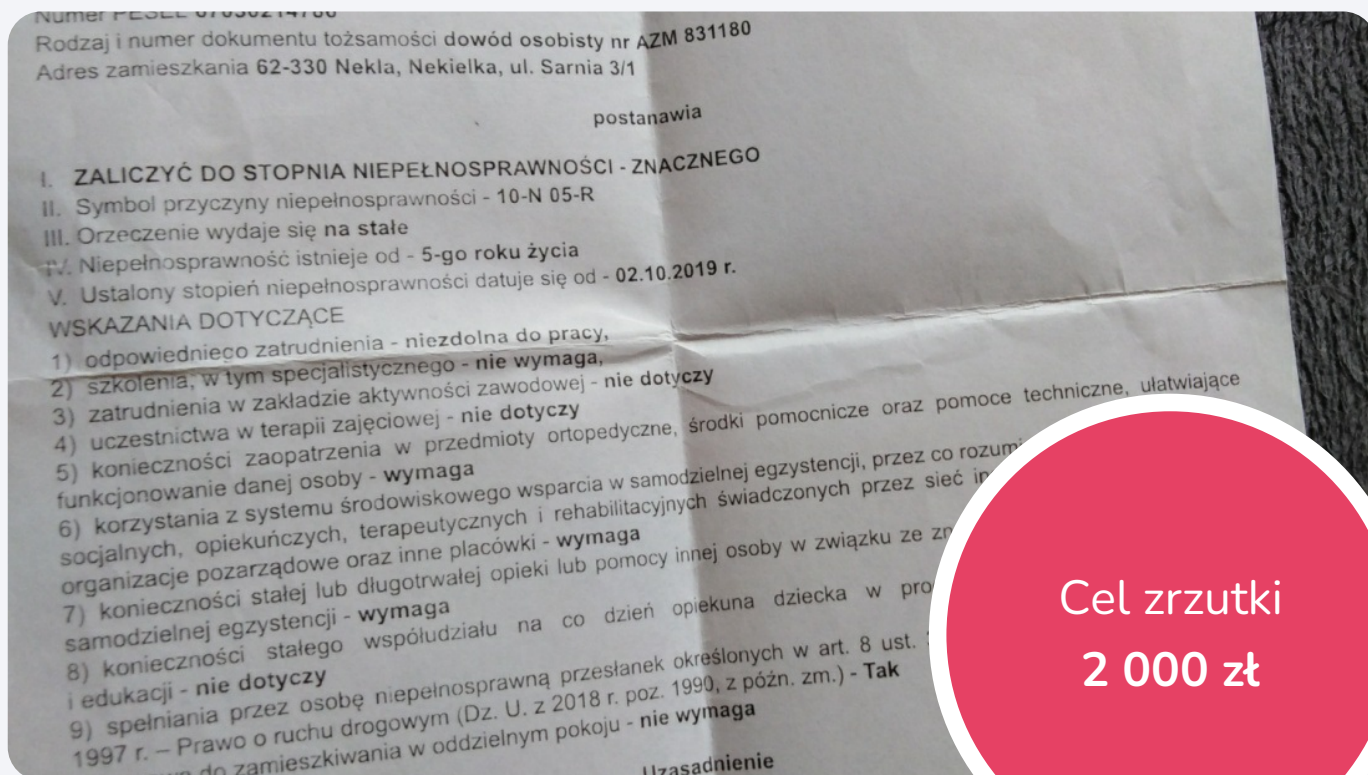 Numer PESEL
Rodzaj i numer dokumentu tożsamości dowód osobisty nr AZM 831180
Adres zamieszkania 62-330 Nekla, Nekielka, ul. Sarnia 3/1
postanawia
I. ZALICZYĆ DO STOPNIA NIEPEŁNOSPRAWNOŚCI - ZNACZNEGO
II. Symbol przyczyny niepełnosprawności - 10-N 05-R
III. Orzeczenie wydaje się na stałe
IV. Niepełnosprawność istnieje od - 5-go roku życia
V. Ustalony stopień niepełnosprawności datuje się od - 02.10.2019 r.
WSKAZANIA DOTYCZĄCE
1) odpowiedniego zatrudnienia - niezdolna do pracy,
2) szkolenia, w tym specjalistycznego - nie wymaga,
3) zatrudnienia w zakładzie aktywności zawodowej - nie dotyczy
4) uczestnictwa w terapii zajęciowej - nie dotyczy
5) konieczności zaopatrzenia w przedmioty ortopedyczne, środki pomocnicze oraz pomoce techniczne, ułatwiające
funkcjonowanie danej osoby - wymaga
6) korzystania z systemu środowiskowego wsparcia w samodzielnej egzystencji, przez co
socjalnych, opiekuńczych, terapeutycznych i rehabilitacyjnych świadczonych przez sieć
organizacje pozarządowe oraz inne placówki - wymaga
7) konieczności stałej lub długotrwałej opieki lub pomocy innej osoby w związku ze
samodzielnej egzystencji - wymaga
8) konieczności stałego współudziału na co dzień opiekuna dziecka w
i edukacji - nie dotyczy
9) spełniania przez osobę niepełnosprawną przesłanek określonych w art. 8 ust.
1997 r. – Prawo o ruchu drogowym (Dz. U. z 2018 r. poz. 1990, z późn. zm.) - Tak
do zamieszkiwania w oddzielnym pokoju - nie wymaga
Uzasadnienie
Cel zrzutki
2 000 zł